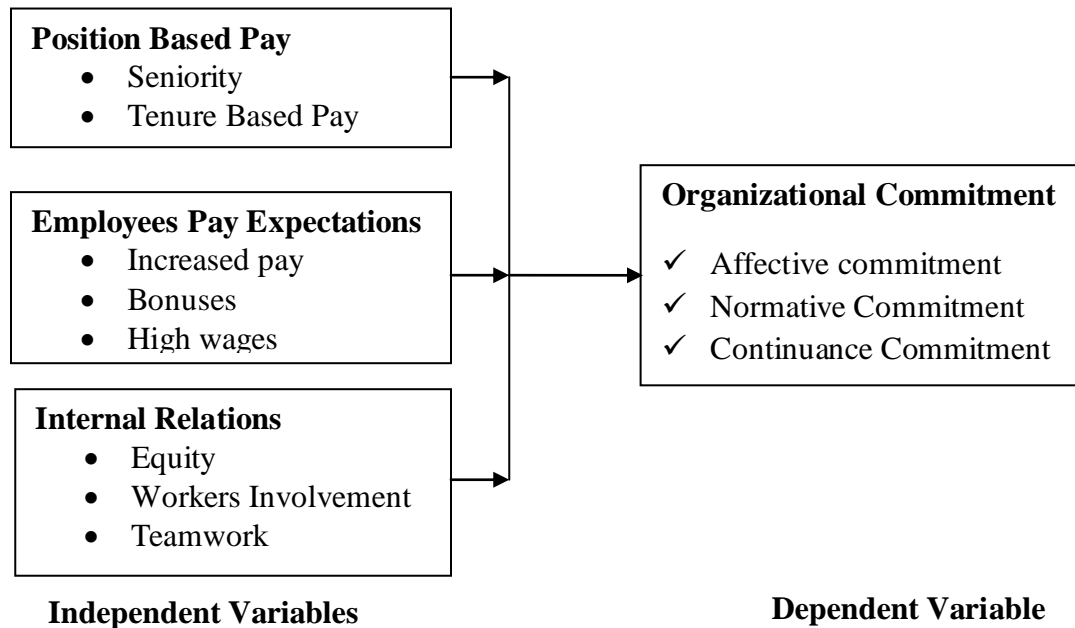 Position Based Pay
• Seniority
• Tenure Based Pay
Employees Pay Expectations
• Increased pay
• Bonuses
• High wages
Internal Relations
• Equity
• Workers Involvement
• Teamwork
Independent Variables
Organizational Commitment
✓ Affective commitment
✓ Normative Commitment
✓ Continuance Commitment
Dependent Variable